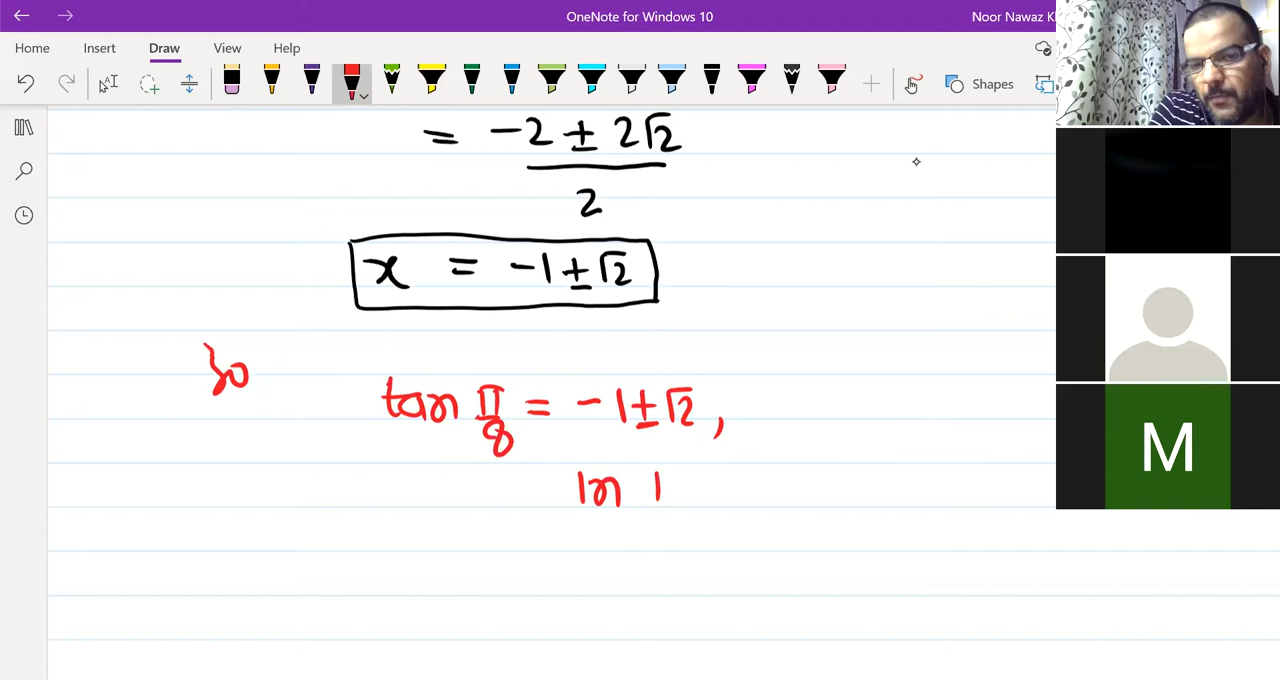 OneNote for Windows 10
Noor Nawaz K
Home Insert Draw View Help
Shapes
= -2 ± 2√2
2
x = -1 ± √2
So
tan π/8 = -1 ± √2,
In I
M